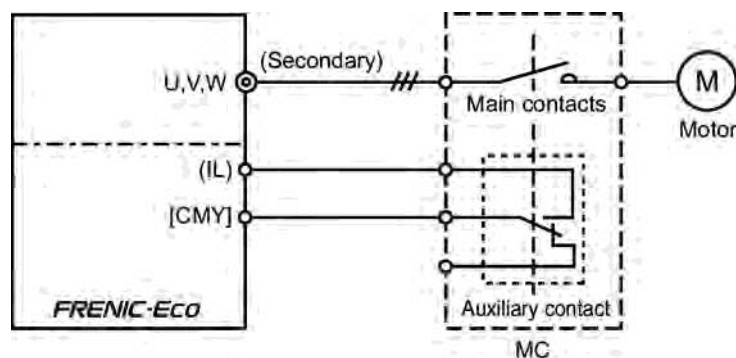 (Secondary)
U,V,W
M
Main contacts
Motor
(IL)
[CMY]
FRENIC-Eco
Auxiliary contact
MC